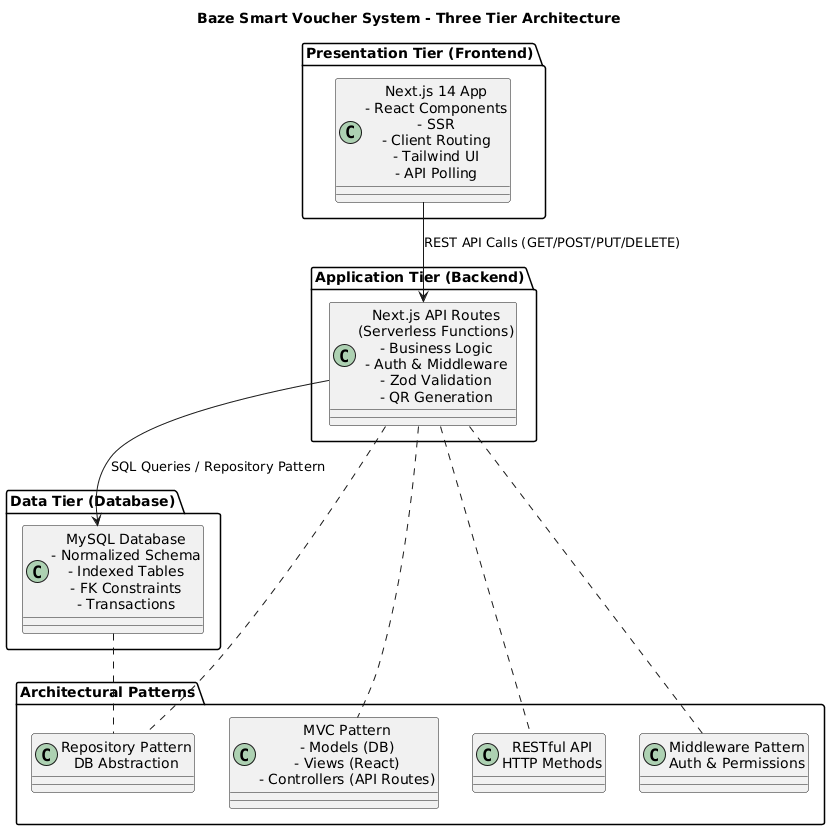 Baze Smart Voucher System - Three Tier Architecture
Presentation Tier (Frontend)
C
Next.js 14 App
- React Components
- SSR
- Client Routing
- Tailwind UI
- API Polling
REST API Calls (GET/POST/PUT/DELETE)
Application Tier (Backend)
C
Next.js API Routes
(Serverless Functions)
- Business Logic
- Auth & Middleware
- Zod Validation
- QR Generation
SQL Queries / Repository Pattern
Data Tier (Database)
C
MySQL Database
- Normalized Schema
- Indexed Tables
- FK Constraints
- Transactions
Architectural Patterns
C
Repository Pattern
DB Abstraction
C
MVC Pattern
- Models (DB)
- Views (React)
- Controllers (API Routes)
C
RESTful API
HTTP Methods
C
Middleware Pattern
Auth & Permissions